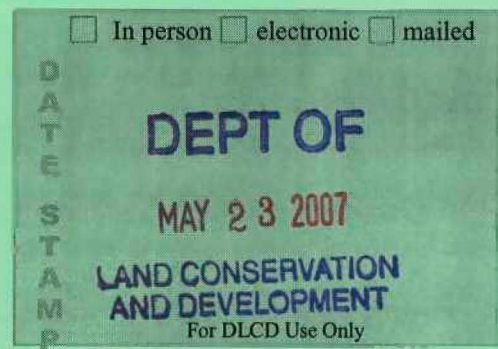 ☐ In person ☐ electronic ☐ mailed
DATE STAMP
DEPT OF
MAY 23 2007
LAND CONSERVATION
AND DEVELOPMENT
For DLCD Use Only